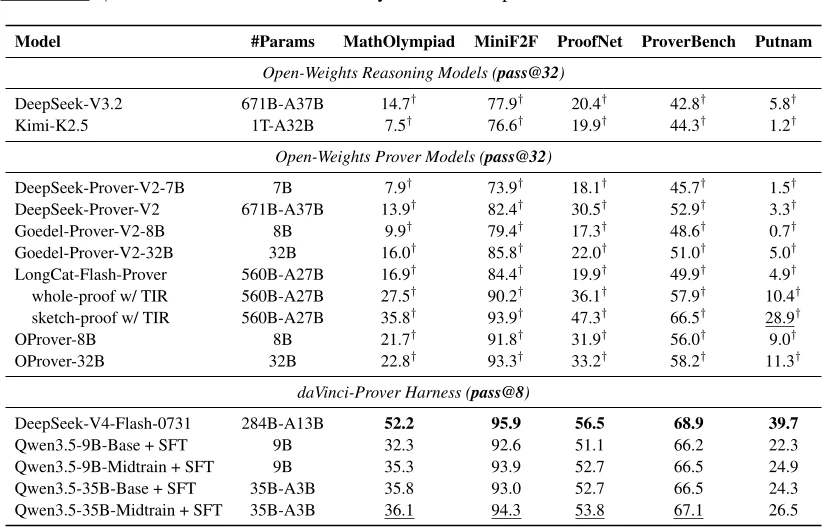 Model #Params MathOlympiad MiniF2F ProofNet ProverBench Putnam
Open-Weights Reasoning Models (pass@32)
DeepSeek-V3.2 671B-A37B 14.7† 77.9† 20.4† 42.8† 5.8†
Kimi-K2.5 1T-A32B 7.5† 76.6† 19.9† 44.3† 1.2†
Open-Weights Prover Models (pass@32)
DeepSeek-Prover-V2-7B 7B 7.9† 73.9† 18.1† 45.7† 1.5†
DeepSeek-Prover-V2 671B-A37B 13.9† 82.4† 30.5† 52.9† 3.3†
Goedel-Prover-V2-8B 8B 9.9† 79.4† 17.3† 48.6† 0.7†
Goedel-Prover-V2-32B 32B 16.0† 85.8† 22.0† 51.0† 5.0†
LongCat-Flash-Prover 560B-A27B 16.9† 84.4† 19.9† 49.9† 4.9†
whole-proof w/ TIR 560B-A27B 27.5† 90.2† 36.1† 57.9† 10.4†
sketch-proof w/ TIR 560B-A27B 35.8† 93.9† 47.3† 66.5† 28.9†
OProver-8B 8B 21.7† 91.8† 31.9† 56.0† 9.0†
OProver-32B 32B 22.8† 93.3† 33.2† 58.2† 11.3†
daVinci-Prover Harness (pass@8)
DeepSeek-V4-Flash-0731 284B-A13B 52.2 95.9 56.5 68.9 39.7
Qwen3.5-9B-Base + SFT 9B 32.3 92.6 51.1 66.2 22.3
Qwen3.5-9B-Midtrain + SFT 9B 35.3 93.9 52.7 66.5 24.9
Qwen3.5-35B-Base + SFT 35B-A3B 35.8 93.0 52.7 66.5 24.3
Qwen3.5-35B-Midtrain + SFT 35B-A3B 36.1 94.3 53.8 67.1 26.5